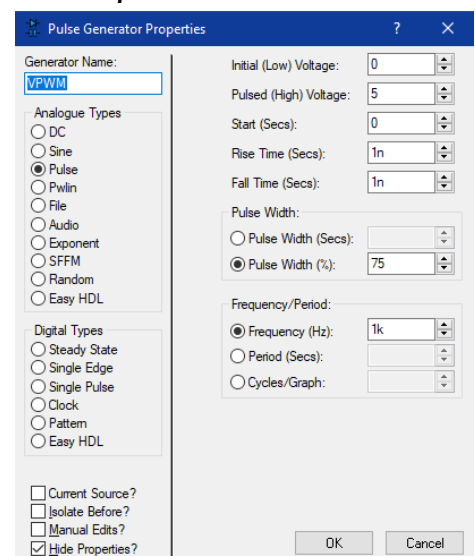 Pulse Generator Properties ? ×
Generator Name:
VPWM
Analogue Types
DC
Sine
Pulse
Pwlin
File
Audio
Exponent
SFFM
Random
Easy HDL
Digital Types
Steady State
Single Edge
Single Pulse
Clock
Pattern
Easy HDL
Current Source?
Isolate Before?
Manual Edits?
Hide Properties?
Initial (Low) Voltage: 0
Pulsed (High) Voltage: 5
Start (Secs): 0
Rise Time (Secs): 1n
Fall Time (Secs): 1n
Pulse Width:
Pulse Width (Secs):
Pulse Width (%): 75
Frequency/Period:
Frequency (Hz): 1k
Period (Secs):
Cycles/Graph:
OK Cancel